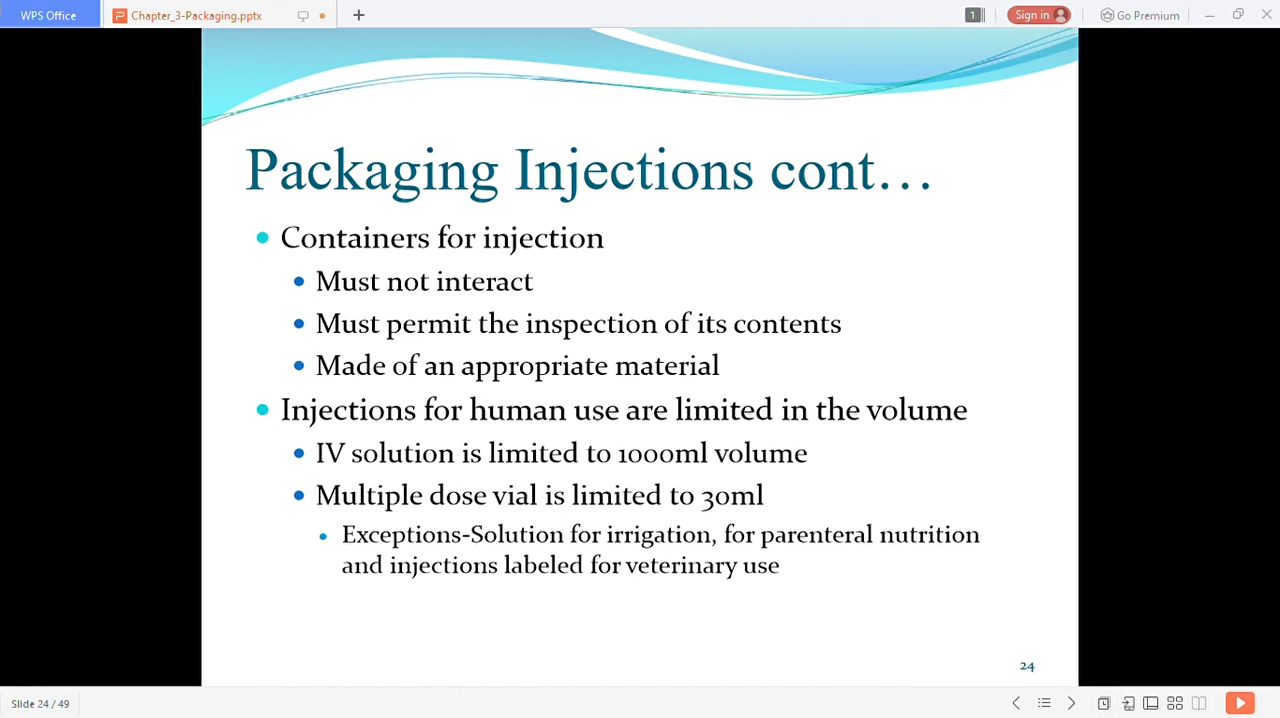 WPS Office
Chapter_3-Packaging.pptx
1
Sign in
Go Premium
Packaging Injections cont…
Containers for injection
Must not interact
Must permit the inspection of its contents
Made of an appropriate material
Injections for human use are limited in the volume
IV solution is limited to 1000ml volume
Multiple dose vial is limited to 30ml
Exceptions-Solution for irrigation, for parenteral nutrition
and injections labeled for veterinary use
24
Slide 24 / 49